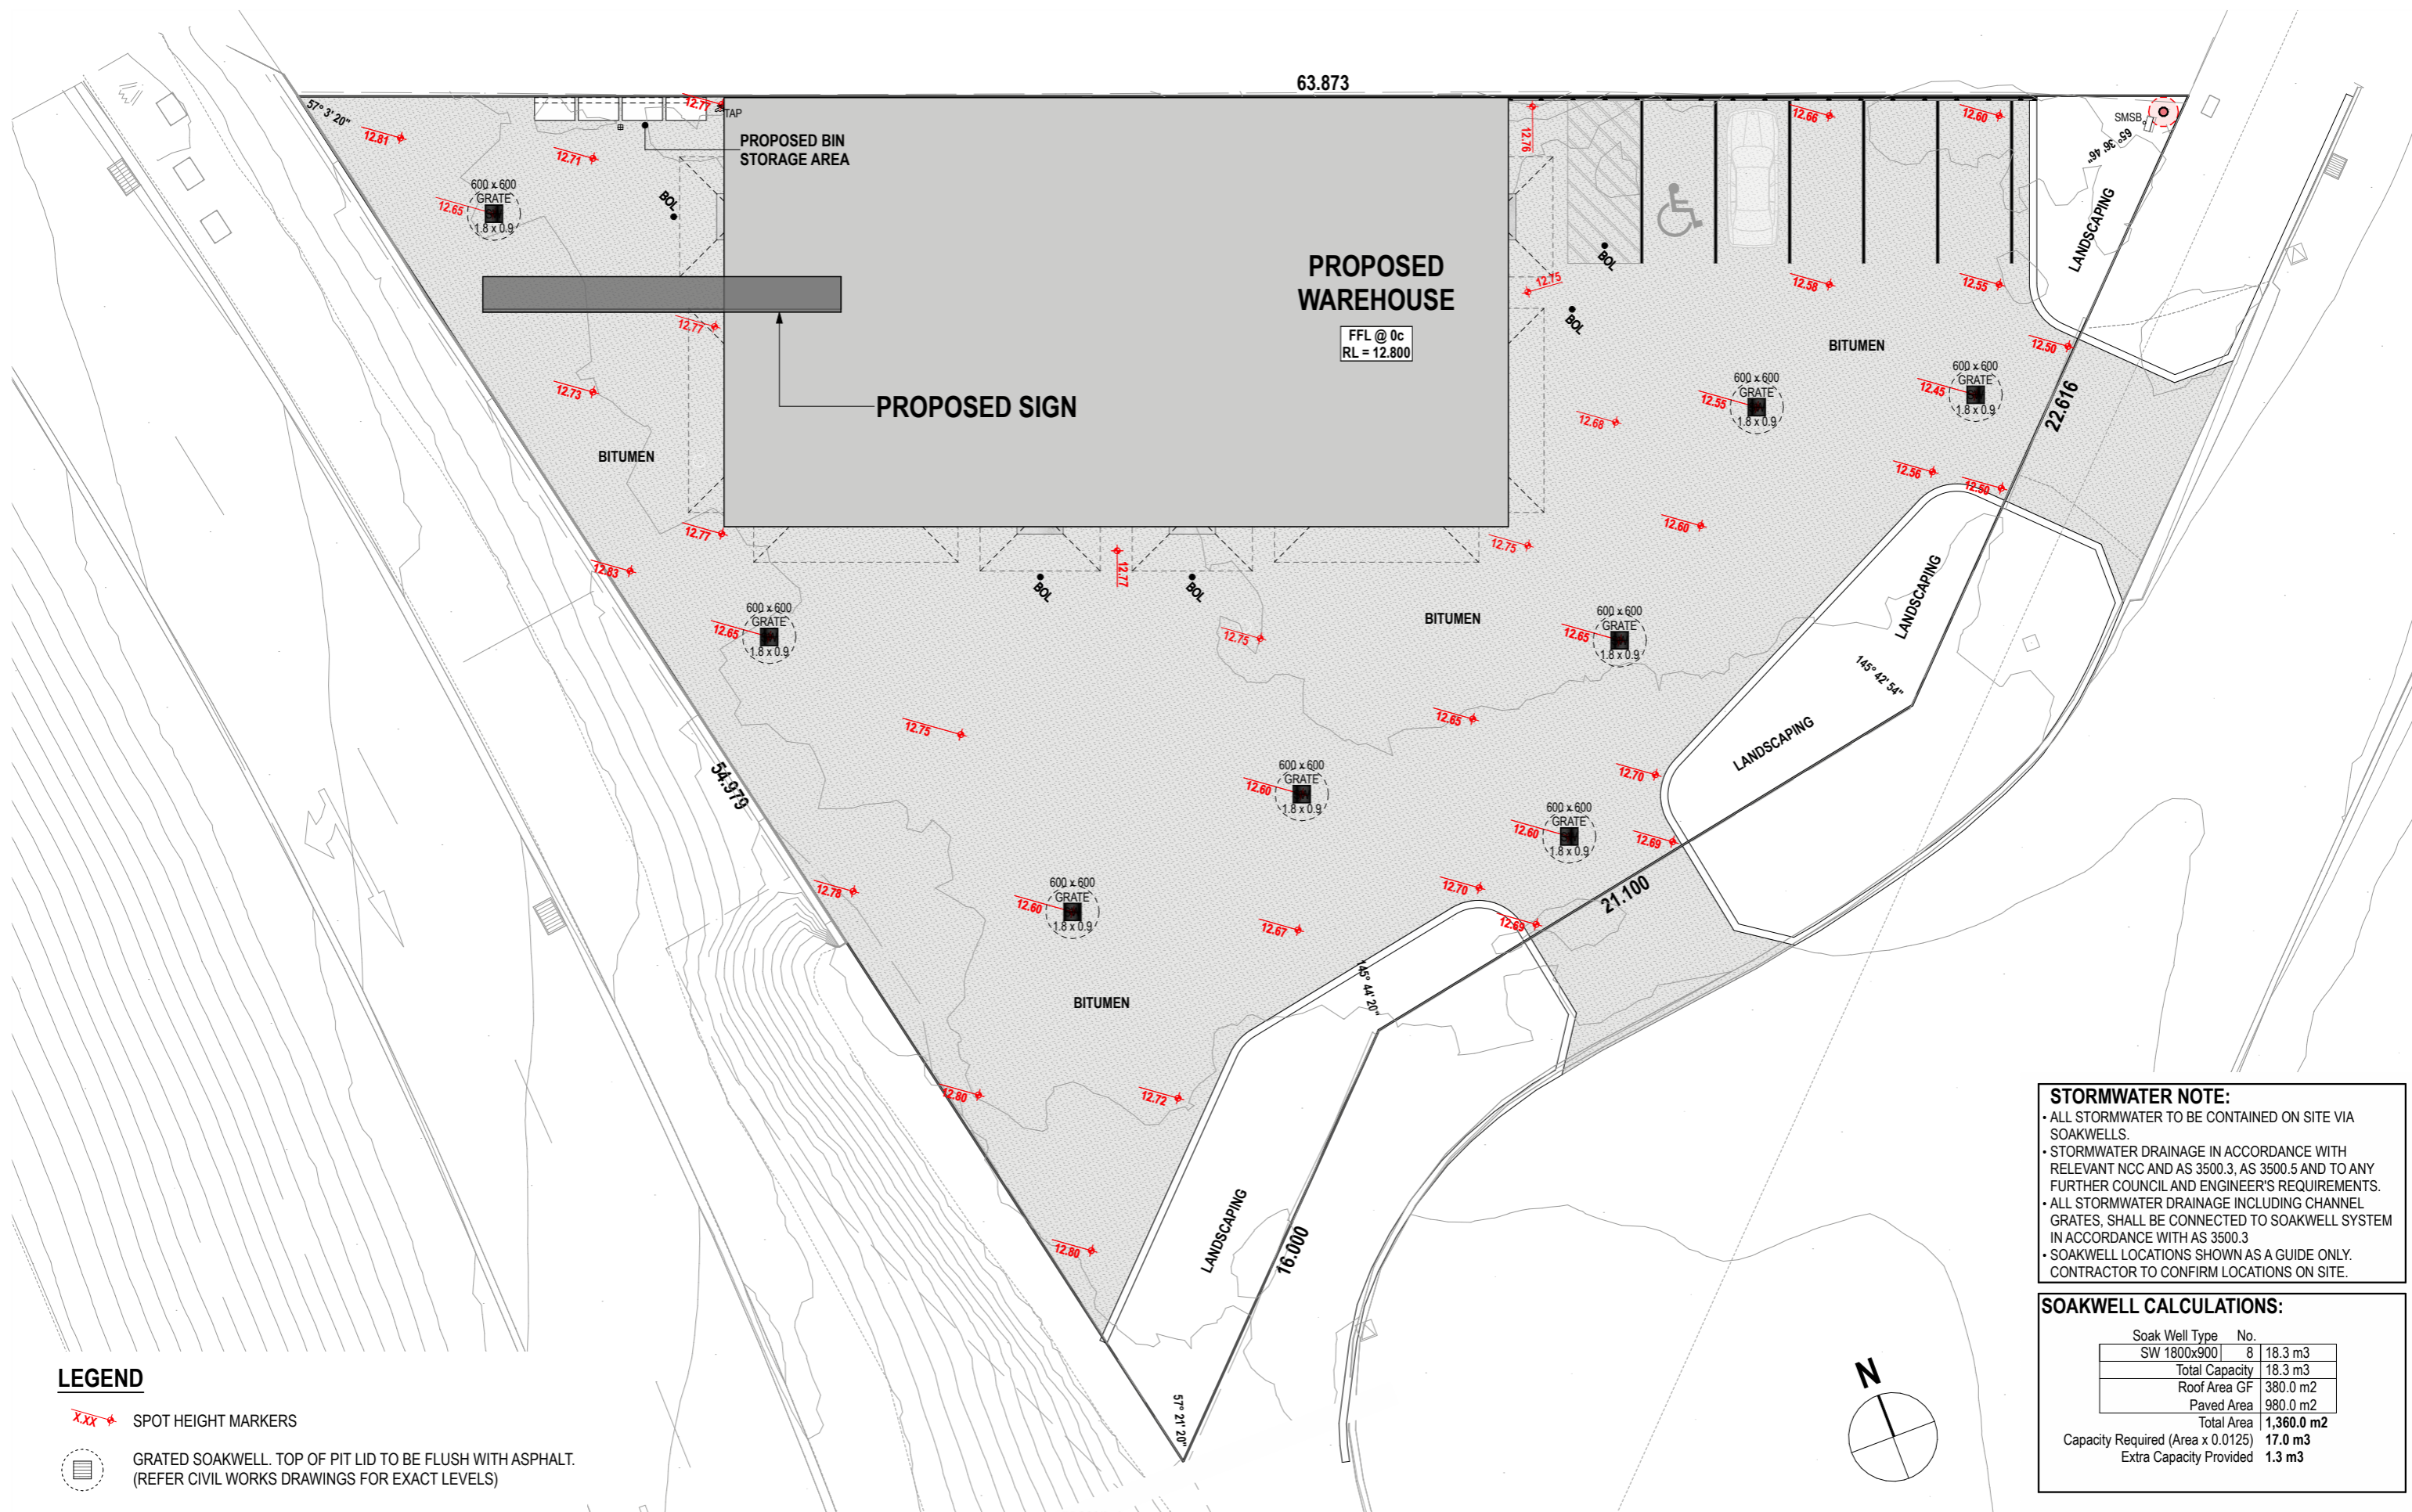 63.873
57° 3' 20"
12.81
12.71
12.77
TAP
PROPOSED BIN
STORAGE AREA
600 x 600
GRATE
12.65
1.8 x 0.9
BOL
12.77
PROPOSED SIGN
12.73
BITUMEN
12.77
12.83
PROPOSED
WAREHOUSE
FFL @ 0c
RL = 12.800
12.76
12.75
BOL
BOL
12.66
12.60
12.58
12.55
SMSB
65° 36' 46"
LANDSCAPING
BITUMEN
12.50
600 x 600
GRATE
12.55
1.8 x 0.9
600 x 600
GRATE
12.45
1.8 x 0.9
22.616
12.68
12.56
12.50
12.60
12.75
12.77
BOL
BOL
LANDSCAPING
600 x 600
GRATE
12.65
1.8 x 0.9
12.75
BITUMEN
600 x 600
GRATE
12.65
1.8 x 0.9
145° 42' 54"
LANDSCAPING
12.75
12.65
54.979
600 x 600
GRATE
12.60
1.8 x 0.9
12.70
600 x 600
GRATE
12.60
1.8 x 0.9
12.69
12.78
600 x 600
GRATE
12.60
1.8 x 0.9
12.70
21.100
12.67
12.69
145° 44' 20"
BITUMEN
12.80
12.72
LANDSCAPING
16.000
12.80
57° 21' 20"
STORMWATER NOTE:
• ALL STORMWATER TO BE CONTAINED ON SITE VIA
SOAKWELLS.
• STORMWATER DRAINAGE IN ACCORDANCE WITH
RELEVANT NCC AND AS 3500.3, AS 3500.5 AND TO ANY
FURTHER COUNCIL AND ENGINEER'S REQUIREMENTS.
• ALL STORMWATER DRAINAGE INCLUDING CHANNEL
GRATES, SHALL BE CONNECTED TO SOAKWELL SYSTEM
IN ACCORDANCE WITH AS 3500.3
• SOAKWELL LOCATIONS SHOWN AS A GUIDE ONLY.
CONTRACTOR TO CONFIRM LOCATIONS ON SITE.
SOAKWELL CALCULATIONS:
Soak Well Type No.
SW 1800x900 8 18.3 m3
Total Capacity 18.3 m3
Roof Area GF 380.0 m2
Paved Area 980.0 m2
Total Area 1,360.0 m2
Capacity Required (Area x 0.0125) 17.0 m3
Extra Capacity Provided 1.3 m3
N
LEGEND
X.XX SPOT HEIGHT MARKERS
GRATED SOAKWELL. TOP OF PIT LID TO BE FLUSH WITH ASPHALT.
(REFER CIVIL WORKS DRAWINGS FOR EXACT LEVELS)